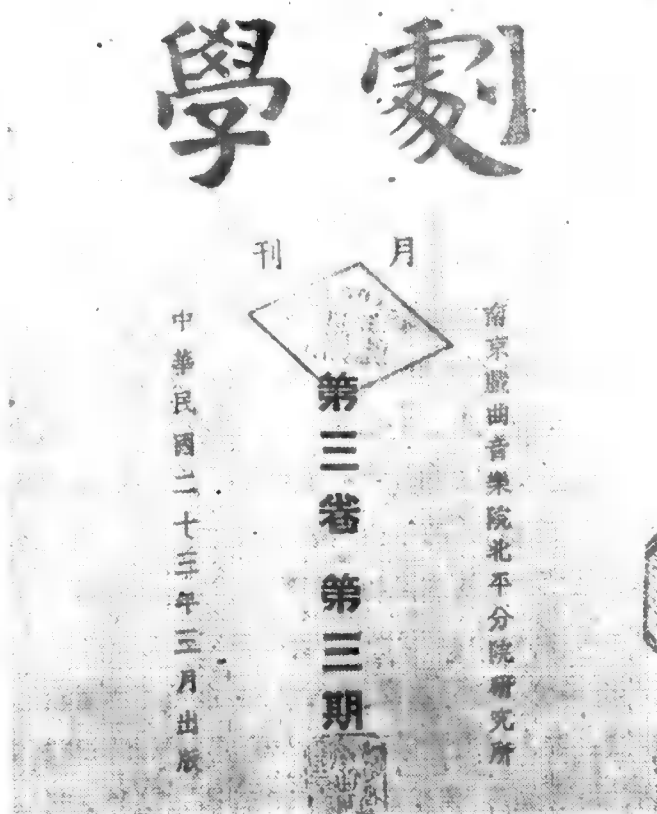 劇學
月刊
南京戲曲音樂院北平分院研究所
第三卷第三期
中華民國二十三年三月出版